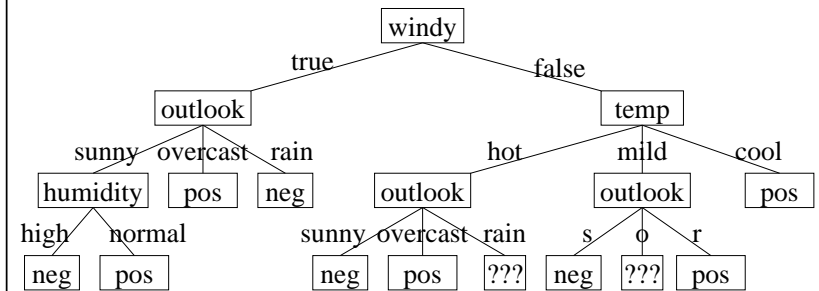 windy
true false
outlook temp
sunny overcast rain hot mild cool
humidity pos neg outlook outlook pos
high normal sunny overcast rain s o r
neg pos neg pos ??? neg ??? pos